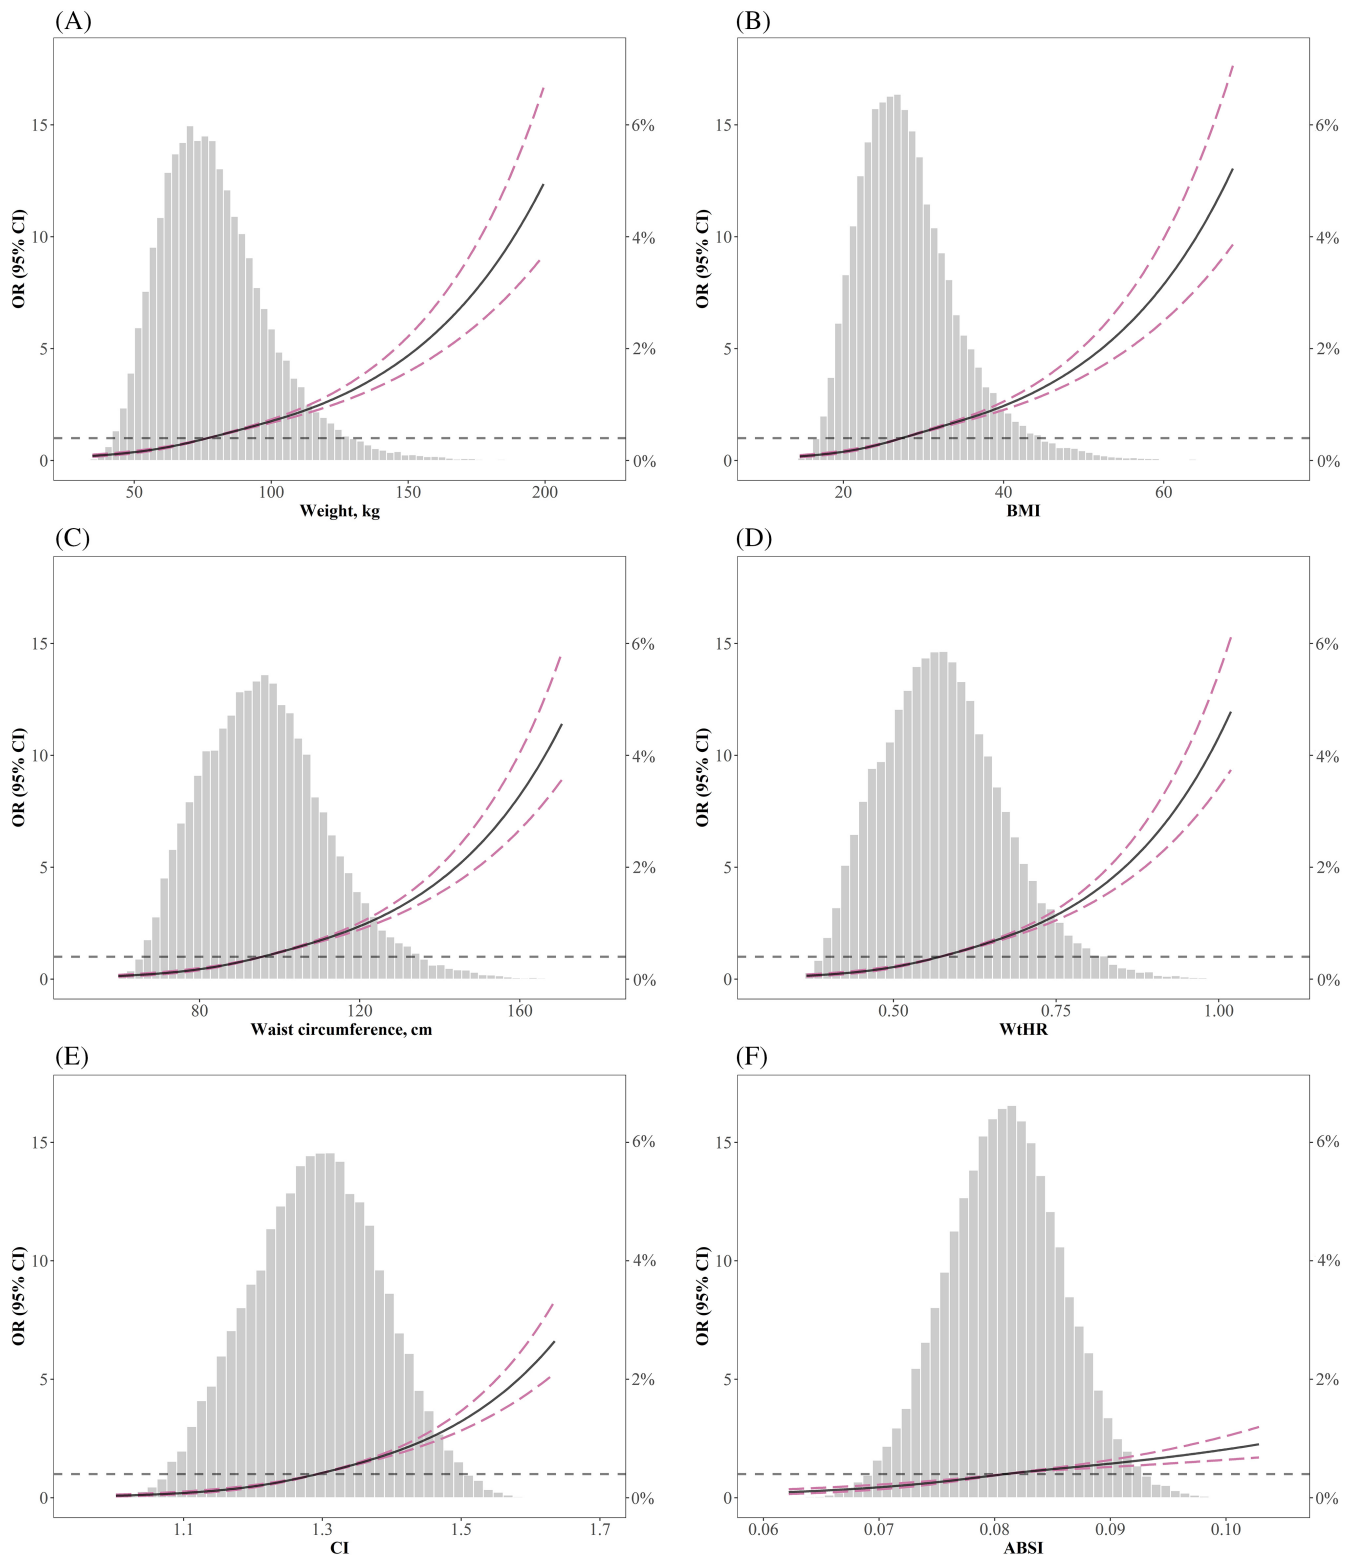 (A)
OR (95% CI)
15
10
5
0
6%
4%
2%
0%
50 100 150 200
Weight, kg
(B)
OR (95% CI)
15
10
5
0
6%
4%
2%
0%
20 40 60
BMI
(C)
OR (95% CI)
15
10
5
0
6%
4%
2%
0%
80 120 160
Waist circumference, cm
(D)
OR (95% CI)
15
10
5
0
6%
4%
2%
0%
0.50 0.75 1.00
WtHR
(E)
OR (95% CI)
15
10
5
0
6%
4%
2%
0%
1.1 1.3 1.5 1.7
CI
(F)
OR (95% CI)
15
10
5
0
6%
4%
2%
0%
0.06 0.07 0.08 0.09 0.10
ABSI